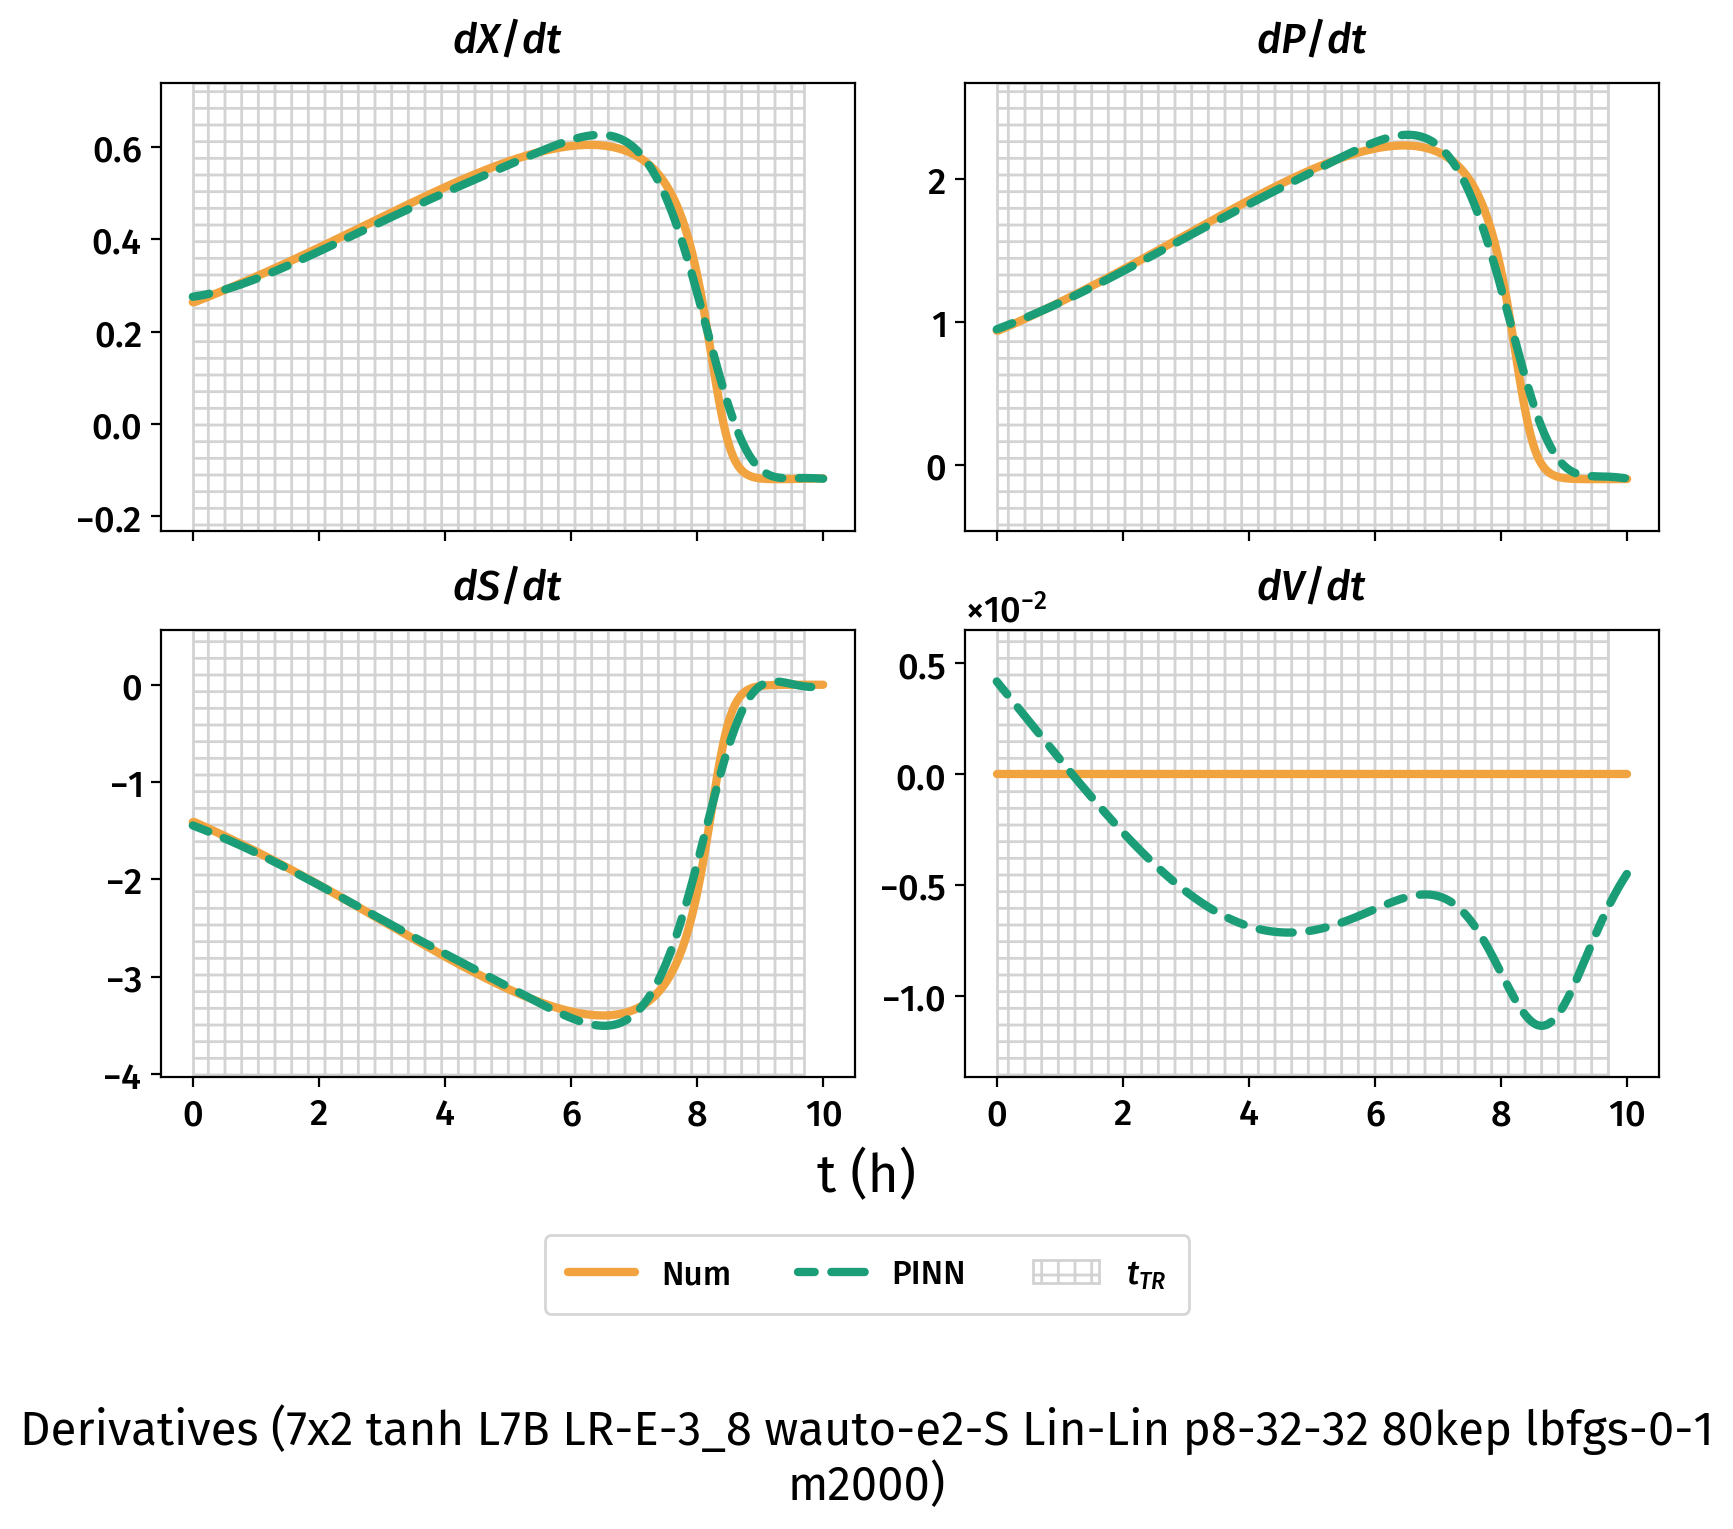 dX/dt
dP/dt
0.6
0.4
0.2
0.0
−0.2
2
1
0
dS/dt
dV/dt
×10⁻²
0
−1
−2
−3
−4
0.5
0.0
−0.5
−1.0
0 2 4 6 8 10
0 2 4 6 8 10
t (h)
Num PINN t_TR
Derivatives (7x2 tanh L7B LR-E-3_8 wauto-e2-S Lin-Lin p8-32-32 80kep lbfgs-0-1
m2000)